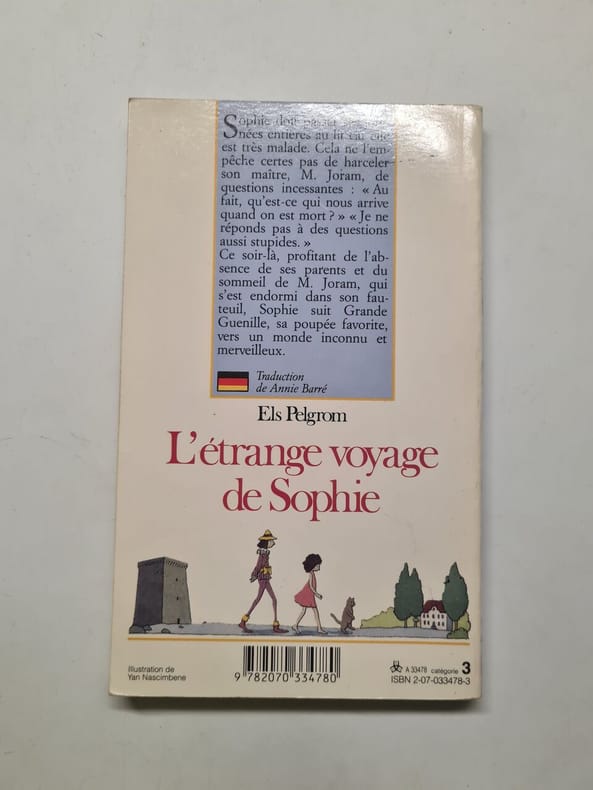 Sophie doit passer
nées entières au lit car elle
est très malade. Cela ne l'em-
pêche certes pas de harceler
son maître, M. Joram, de
questions incessantes : « Au
fait, qu'est-ce qui nous arrive
quand on est mort ? » « Je ne
réponds pas à des questions
aussi stupides. »
Ce soir-là, profitant de l'ab-
sence de ses parents et du
sommeil de M. Joram, qui
s'est endormi dans son fau-
teuil, Sophie suit Grande
Guenille, sa poupée favorite,
vers un monde inconnu et
merveilleux.
Traduction
de Annie Barré
Els Pelgrom
L'étrange voyage
de Sophie
Illustration de
Yan Nascimbene
9 782070 334780
A 33478 catégorie 3
ISBN 2-07-033478-3